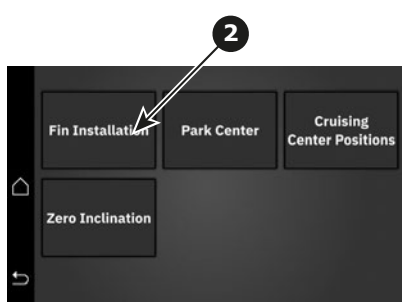 2
Fin Installation
Park Center
Cruising
Center Positions
Zero Inclination